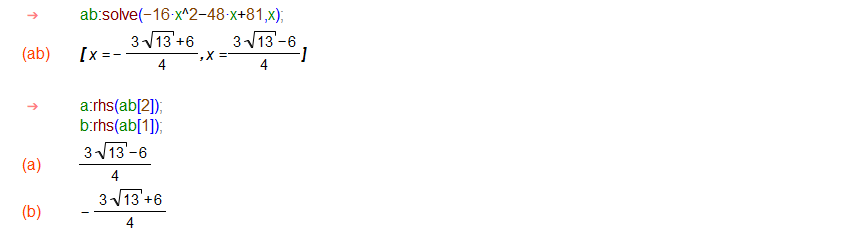 → ab:solve(−16·x^2−48·x+81,x);
(ab) [x=−(3√13+6)/4,x=(3√13−6)/4]
→ a:rhs(ab[2]);
b:rhs(ab[1]);
(a) (3√13−6)/4
(b) −(3√13+6)/4